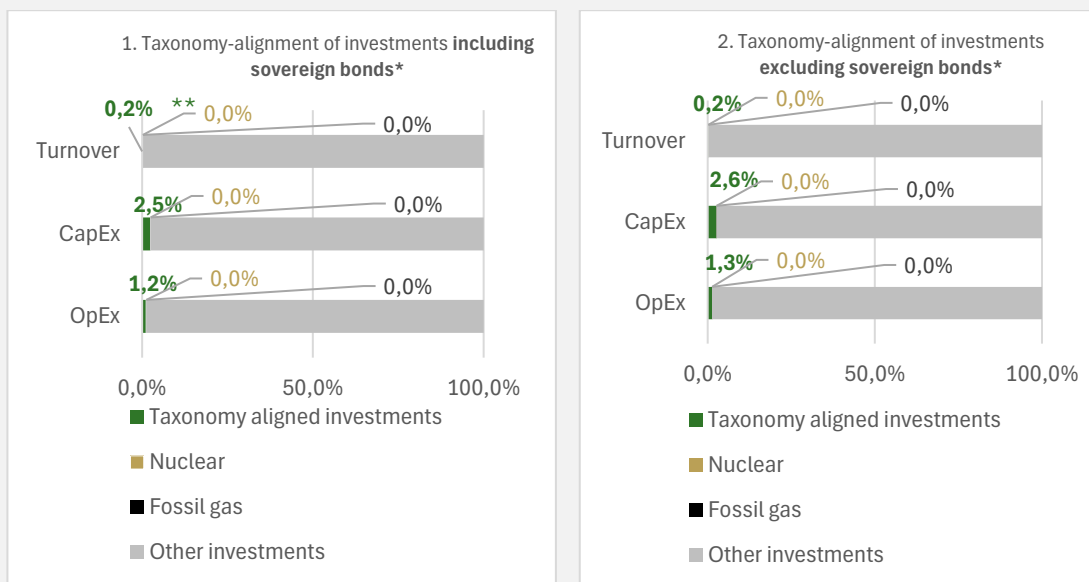 1. Taxonomy-alignment of investments including
sovereign bonds*
0,2% ** 0,0% 0,0%
Turnover
2,5% 0,0% 0,0%
CapEx
1,2% 0,0% 0,0%
OpEx
0,0% 50,0% 100,0%
Taxonomy aligned investments
Nuclear
Fossil gas
Other investments
2. Taxonomy-alignment of investments
excluding sovereign bonds*
0,2% 0,0% 0,0%
Turnover
2,6% 0,0% 0,0%
CapEx
1,3% 0,0% 0,0%
OpEx
0,0% 50,0% 100,0%
Taxonomy aligned investments
Nuclear
Fossil gas
Other investments